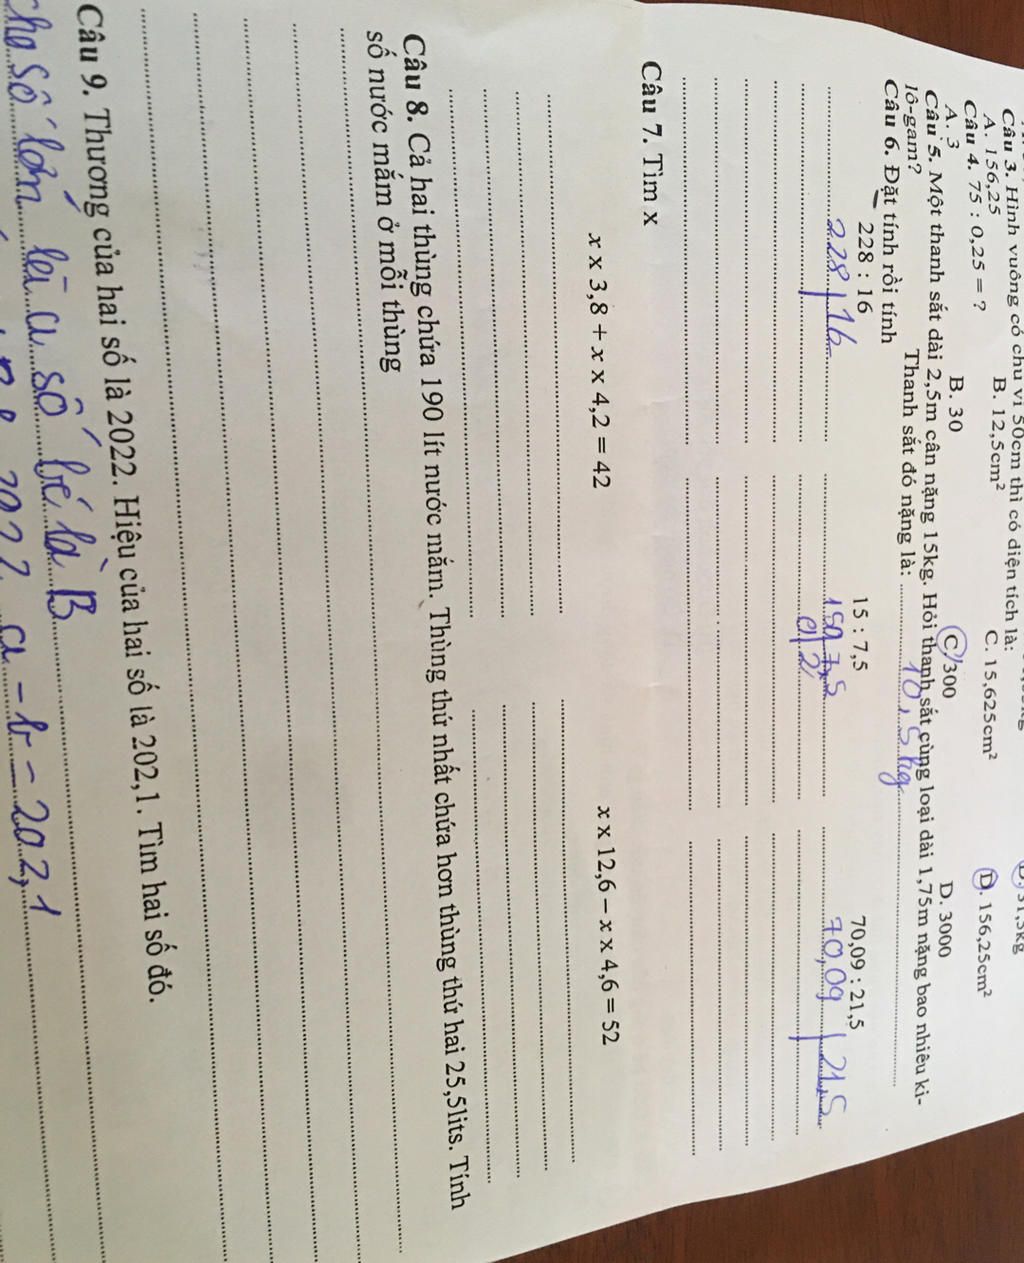 Câu 3. Hình vuông có chu vi 50cm thì có diện tích là:
A. 156,25 B. 12,5cm² C. 15,625cm² D. 156,25cm²
Câu 4. 75 : 0,25 = ?
A. 3 B. 30 C. 300 D. 3000
Câu 5. Một thanh sắt dài 2,5m cân nặng 15kg. Hỏi thanh sắt cùng loại dài 1,75m nặng bao nhiêu ki-
lô-gam? Thanh sắt đó nặng là: 10,5 kg
Câu 6. Đặt tính rồi tính
228 : 16 15 : 7,5 70,09 : 21,5
228 16 150 7,5 70,09 21,5
0 2
Câu 7. Tìm x
x x 3,8 + x x 4,2 = 42 x x 12,6 – x x 4,6 = 52
Câu 8. Cả hai thùng chứa 190 lít nước mắm. Thùng thứ nhất chứa hơn thùng thứ hai 25,5lits. Tính
số nước mắm ở mỗi thùng
Câu 9. Thương của hai số là 2022. Hiệu của hai số là 202,1. Tìm hai số đó.
cho số lớn là a số bé là B
2022 a - b = 202,1